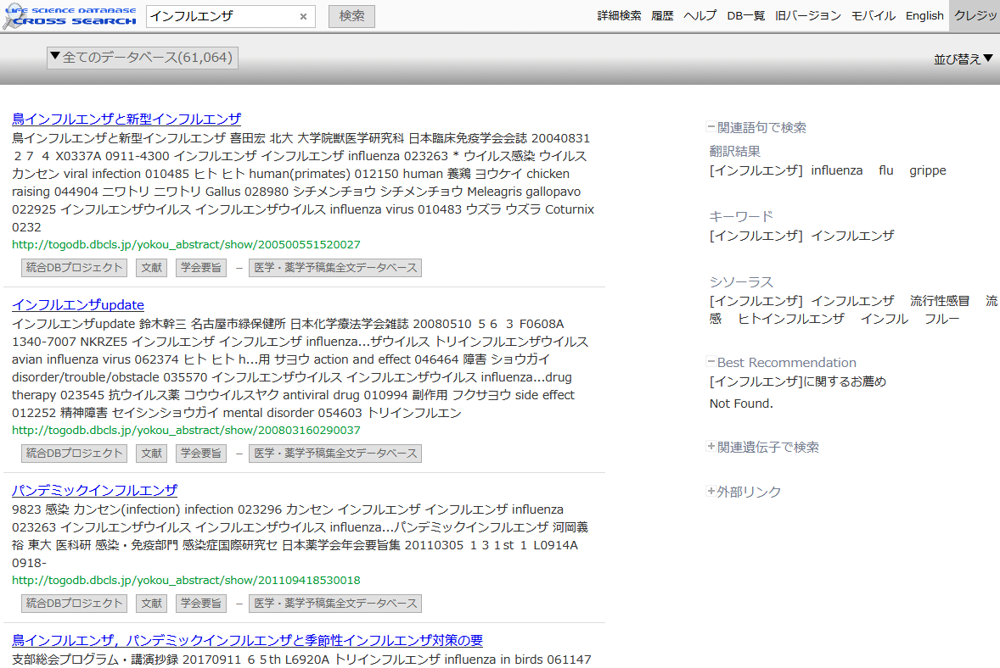 LIFE SCIENCE DATABASE
CROSS SEARCH
インフルエンザ ×
検索
詳細検索 履歴 ヘルプ DB一覧 旧バージョン モバイル English クレジッ
▼全てのデータベース(61,064)
並び替え▼
鳥インフルエンザと新型インフルエンザ
鳥インフルエンザと新型インフルエンザ 喜田宏 北大 大学院獣医学研究科 日本臨床免疫学会会誌 20040831
２７ ４ X0337A 0911-4300 インフルエンザ インフルエンザ influenza 023263 * ウイルス感染 ウイルス
カンセン viral infection 010485 ヒト ヒト human(primates) 012150 human 養鶏 ヨウケイ chicken
raising 044904 ニワトリ ニワトリ Gallus 028980 シチメンチョウ シチメンチョウ Meleagris gallopavo
022925 インフルエンザウイルス インフルエンザウイルス influenza virus 010483 ウズラ ウズラ Coturnix
0232
http://togodb.dbcls.jp/yokou_abstract/show/200500551520027
統合DBプロジェクト 文献 学会要旨 – 医学・薬学予稿集全文データベース
インフルエンザupdate
インフルエンザupdate 鈴木幹三 名古屋市緑保健所 日本化学療法学会雑誌 20080510 ５６ ３ F0608A
1340-7007 NKRZE5 インフルエンザ インフルエンザ influenza...ザウイルス トリインフルエンザウイルス
avian influenza virus 062374 ヒト ヒト h...用 サヨウ action and effect 046464 障害 ショウガイ
disorder/trouble/obstacle 035570 インフルエンザウイルス インフルエンザウイルス influenza...drug
therapy 023545 抗ウイルス薬 コウウイルスヤク antiviral drug 010994 副作用 フクサヨウ side effect
012252 精神障害 セイシンショウガイ mental disorder 054603 トリインフルエン
http://togodb.dbcls.jp/yokou_abstract/show/200803160290037
統合DBプロジェクト 文献 学会要旨 – 医学・薬学予稿集全文データベース
パンデミックインフルエンザ
9823 感染 カンセン(infection) infection 023296 カンセン インフルエンザ インフルエンザ influenza
023263 インフルエンザウイルス インフルエンザウイルス influenza...パンデミックインフルエンザ 河岡義
裕 東大 医科研 感染・免疫部門 感染症国際研究セ 日本薬学会年会要旨集 20110305 １３１st １ L0914A
0918-
http://togodb.dbcls.jp/yokou_abstract/show/201109418530018
統合DBプロジェクト 文献 学会要旨 – 医学・薬学予稿集全文データベース
鳥インフルエンザ，パンデミックインフルエンザと季節性インフルエンザ対策の要
支部総会プログラム・講演抄録 20170911 ６５th L6920A トリインフルエンザ influenza in birds 061147
−関連語句で検索
翻訳結果
[インフルエンザ] influenza flu grippe
キーワード
[インフルエンザ] インフルエンザ
シソーラス
[インフルエンザ] インフルエンザ 流行性感冒 流
感 ヒトインフルエンザ インフル フルー
−Best Recommendation
[インフルエンザ]に関するお薦め
Not Found.
+関連遺伝子で検索
+外部リンク